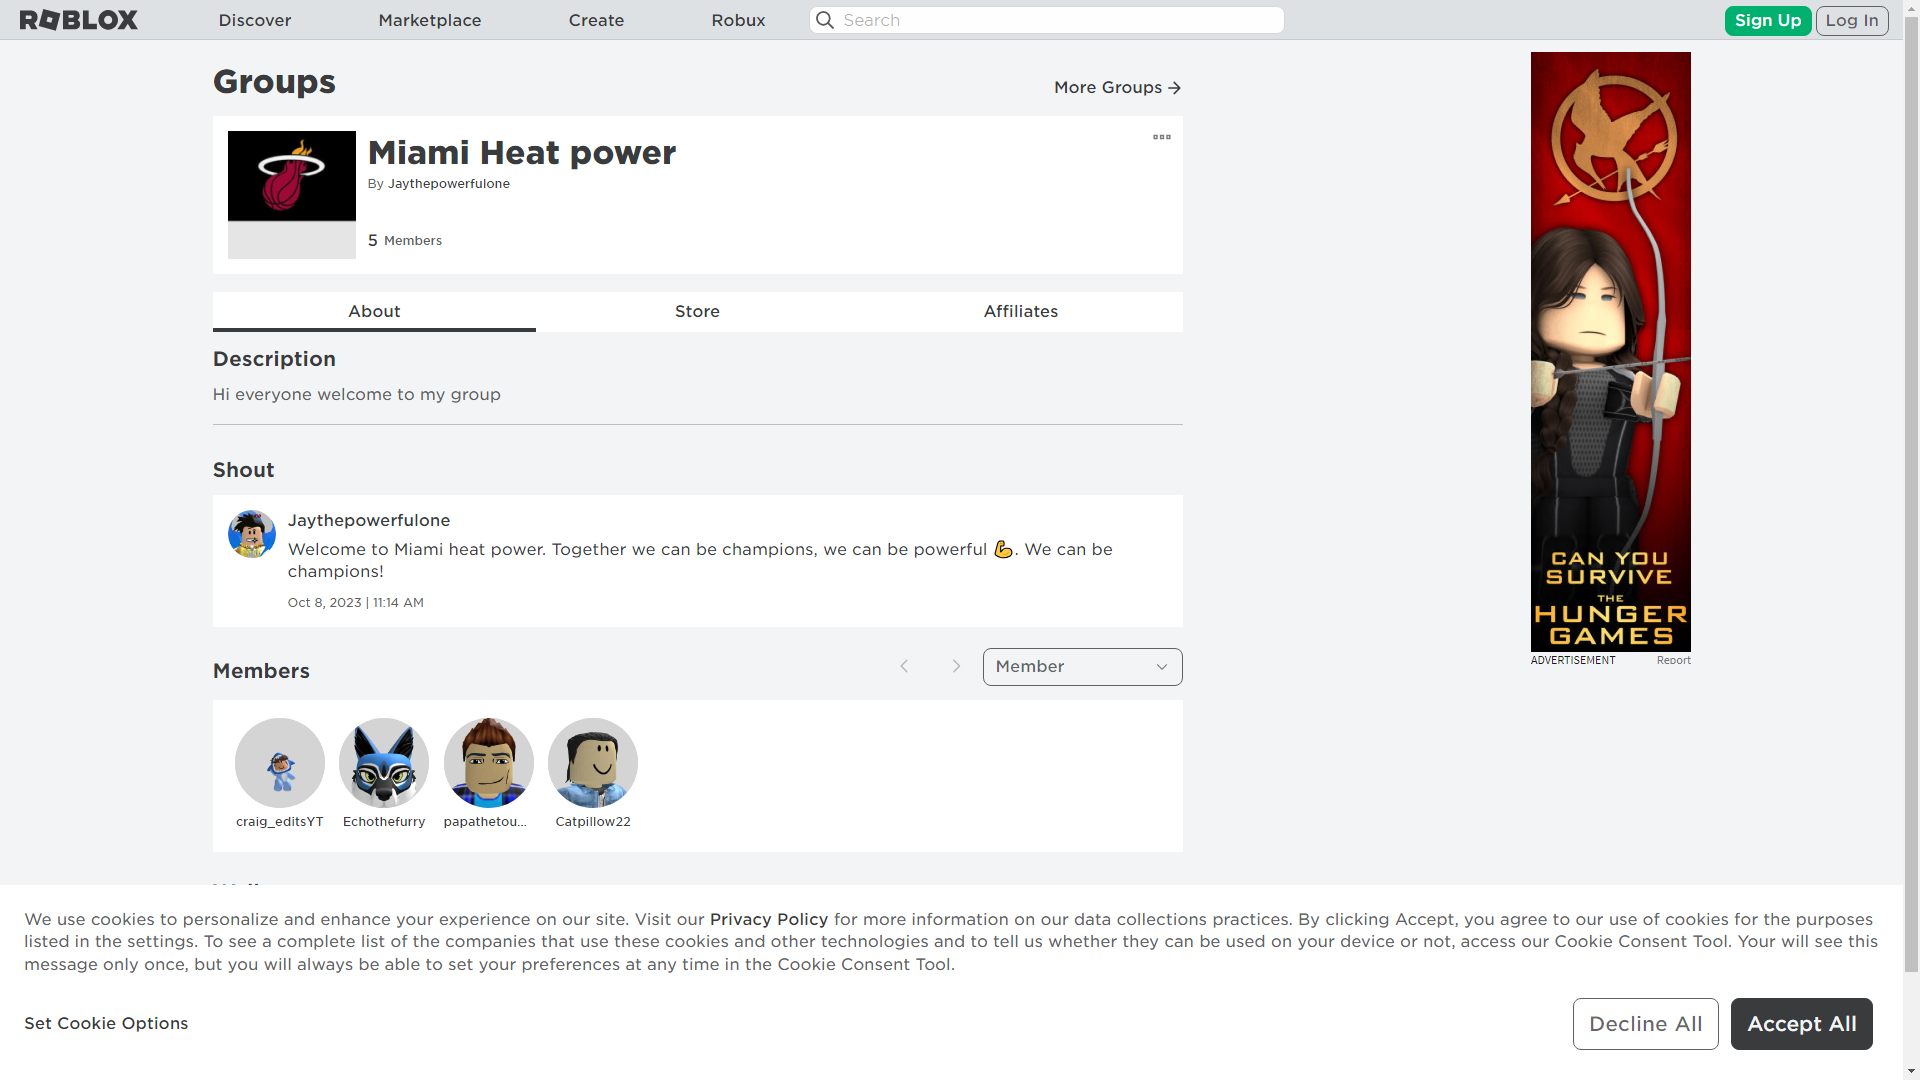 ROBLOX
Discover
Marketplace
Create
Robux
Search
Sign Up
Log In
Groups
More Groups
Miami Heat power
By Jaythepowerfulone
5 Members
About
Store
Affiliates
Description
Hi everyone welcome to my group
Shout
Jaythepowerfulone
Welcome to Miami heat power. Together we can be champions, we can be powerful 💪. We can be
champions!
Oct 8, 2023 | 11:14 AM
Members
Member
craig_editsYT
Echothefurry
papathetou...
Catpillow22
CAN YOU
SURVIVE
THE
HUNGER
GAMES
ADVERTISEMENT
Report
We use cookies to personalize and enhance your experience on our site. Visit our Privacy Policy for more information on our data collections practices. By clicking Accept, you agree to our use of cookies for the purposes
listed in the settings. To see a complete list of the companies that use these cookies and other technologies and to tell us whether they can be used on your device or not, access our Cookie Consent Tool. Your will see this
message only once, but you will always be able to set your preferences at any time in the Cookie Consent Tool.
Set Cookie Options
Decline All
Accept All